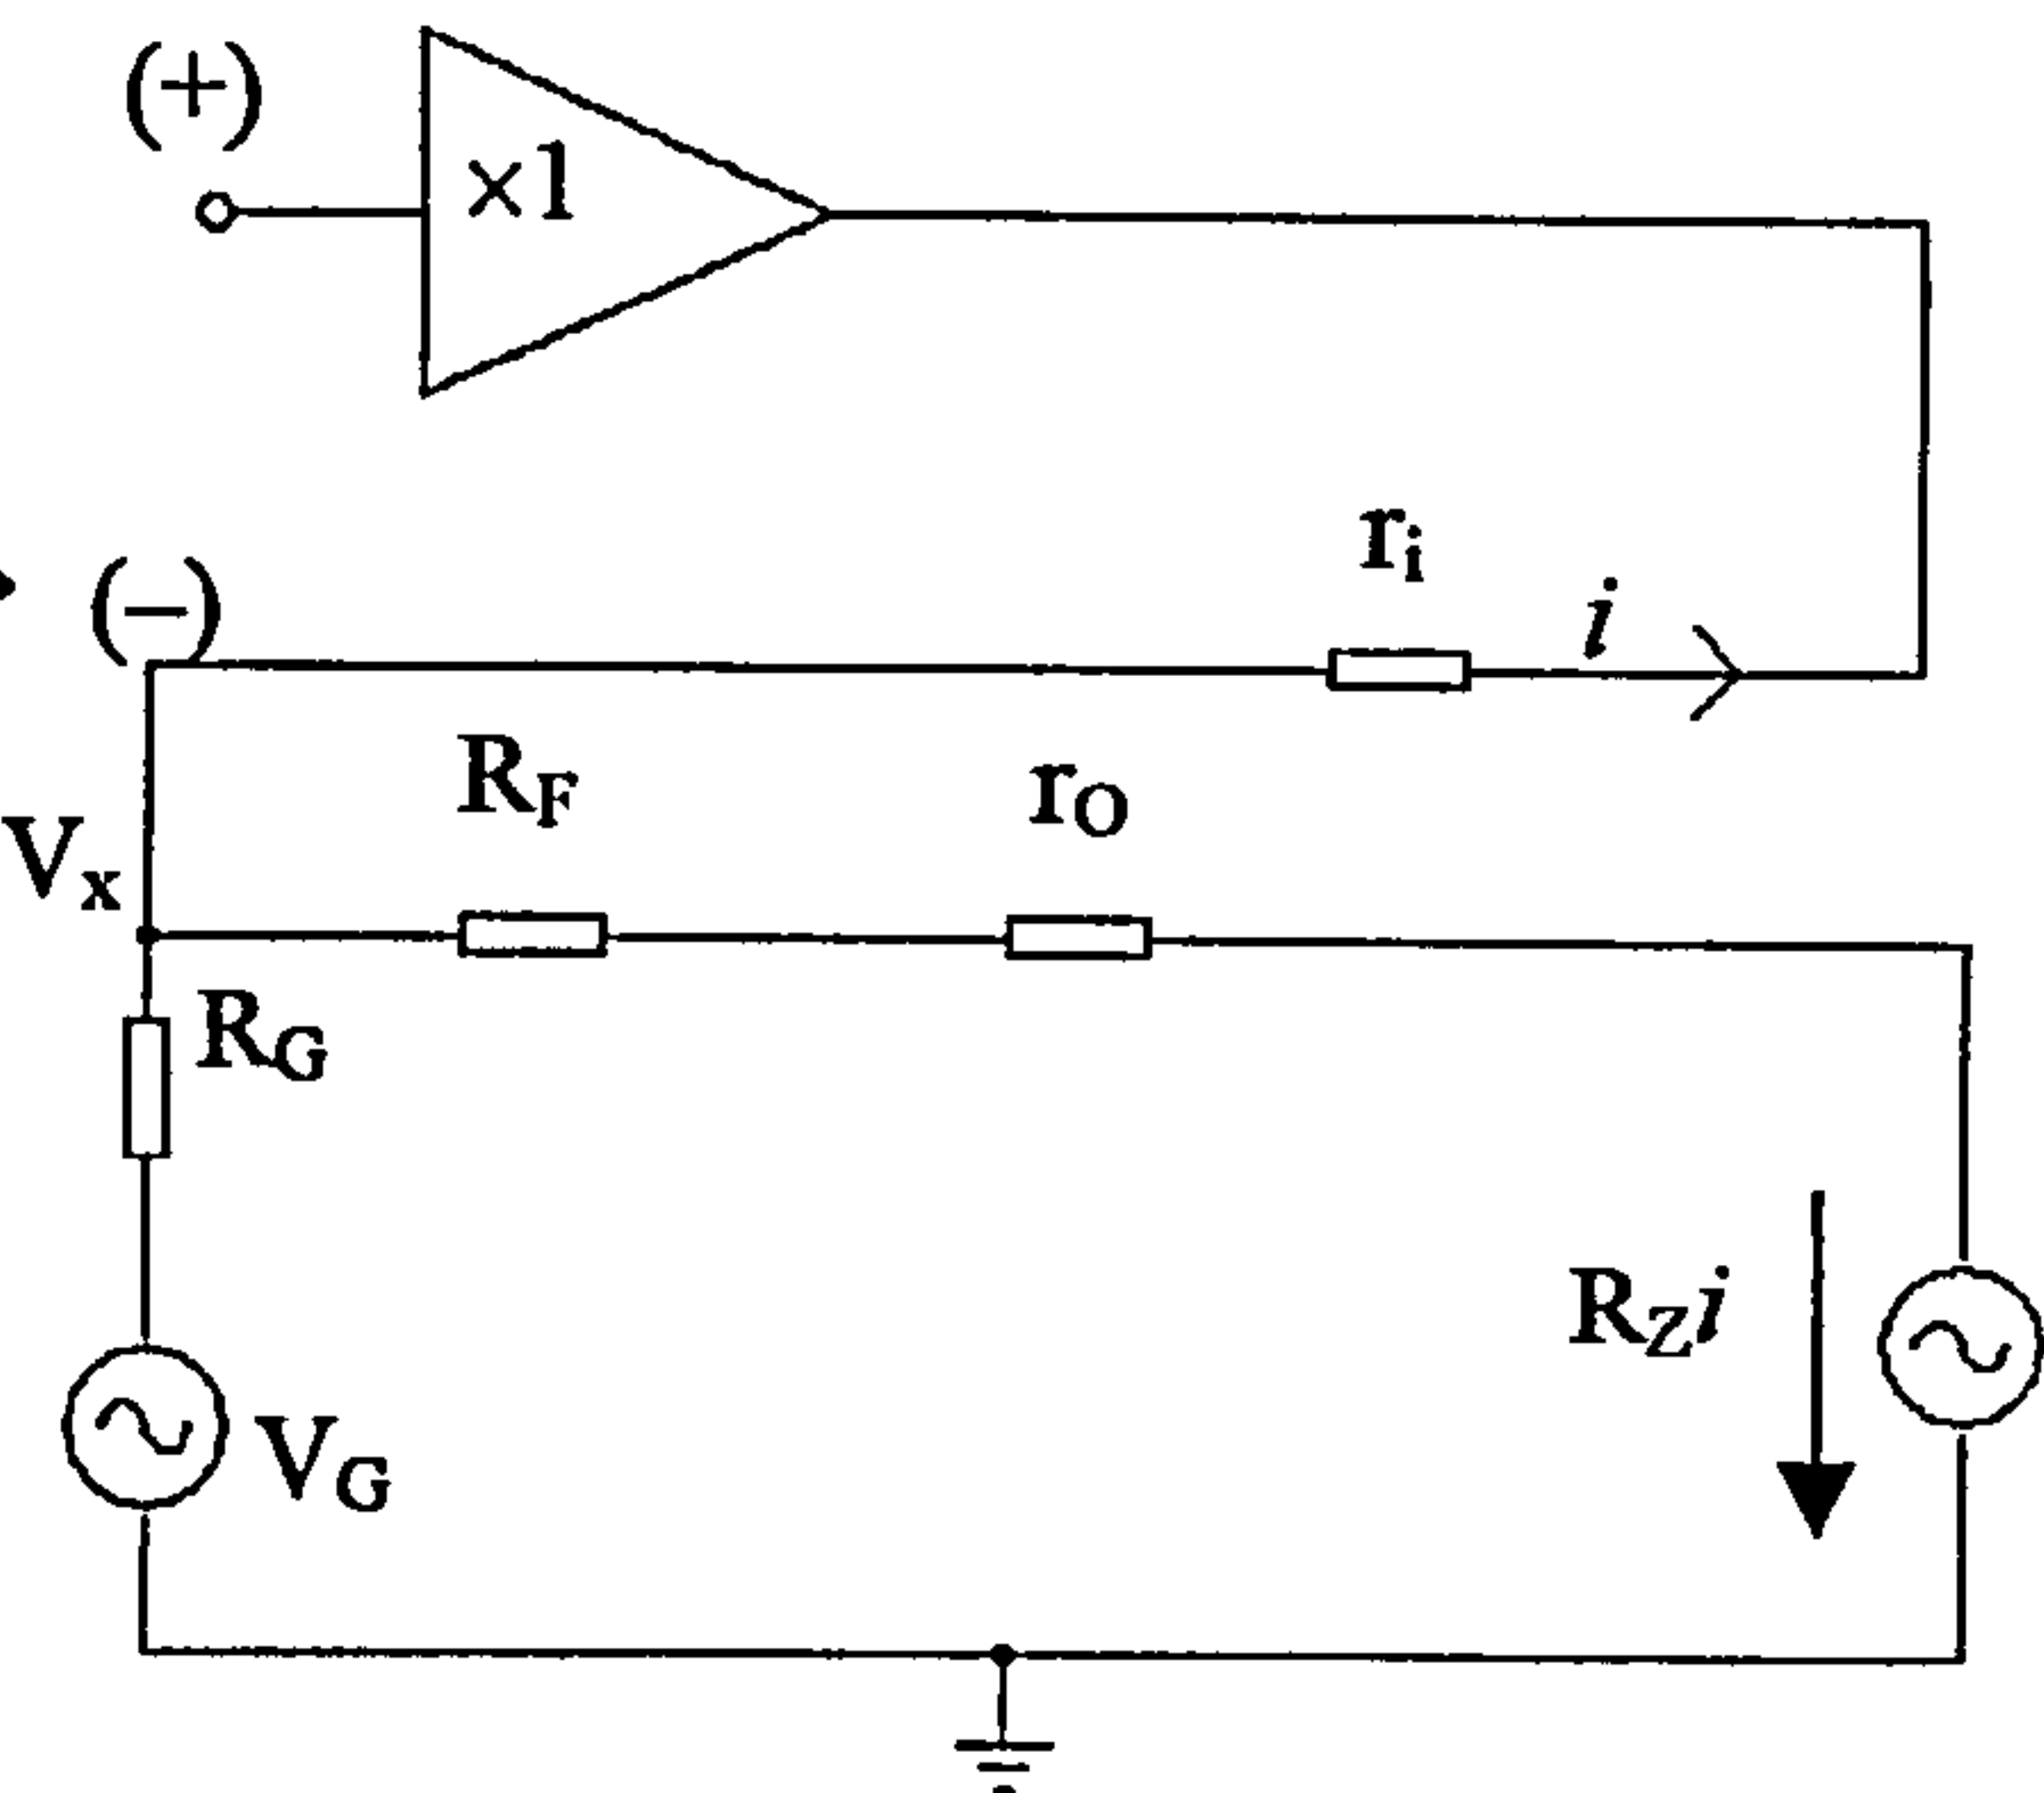 (+)
×1
r_i
i
(−)
R_F
r_O
V_x
R_G
R_Z i
V_G